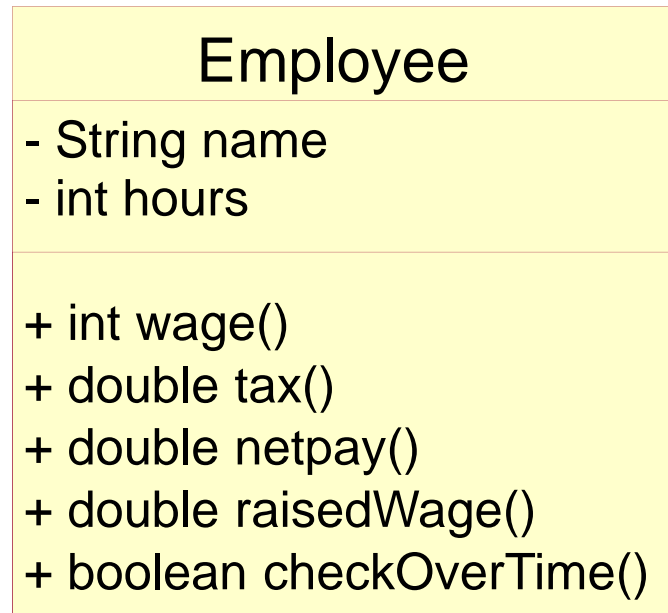 Employee
- String name
- int hours
+ int wage()
+ double tax()
+ double netpay()
+ double raisedWage()
+ boolean checkOverTime()